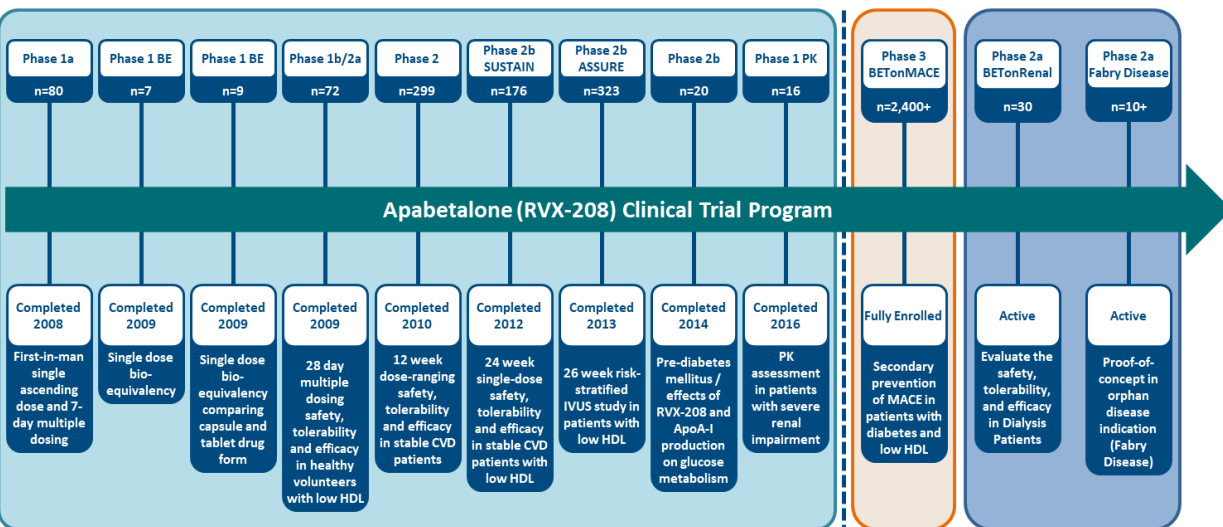 Phase 1a
n=80
Phase 1 BE
n=7
Phase 1 BE
n=9
Phase 1b/2a
n=72
Phase 2
n=299
Phase 2b
SUSTAIN
n=176
Phase 2b
ASSURE
n=323
Phase 2b
n=20
Phase 1 PK
n=16
Phase 3
BETonMACE
n=2,400+
Phase 2a
BETonRenal
n=30
Phase 2a
Fabry Disease
n=10+
Apabetalone (RVX-208) Clinical Trial Program
Completed
2008
First-in-man
single
ascending
dose and 7-
day multiple
dosing
Completed
2009
Single dose
bio-
equivalency
Completed
2009
Single dose
bio-
equivalency
comparing
capsule and
tablet drug
form
Completed
2009
28 day
multiple
dosing
safety,
tolerability
and efficacy
in healthy
volunteers
with low HDL
Completed
2010
12 week
dose-ranging
safety,
tolerability
and efficacy
in stable CVD
patients
Completed
2012
24 week
single-dose
safety,
tolerability
and efficacy
in stable CVD
patients with
low HDL
Completed
2013
26 week risk-
stratified
IVUS study in
patients with
low HDL
Completed
2014
Pre-diabetes
mellitus /
effects of
RVX-208 and
ApoA-I
production
on glucose
metabolism
Completed
2016
PK
assessment
in patients
with severe
renal
impairment
Fully Enrolled
Secondary
prevention
of MACE in
patients with
diabetes and
low HDL
Active
Evaluate the
safety,
tolerability,
and efficacy
in Dialysis
Patients
Active
Proof-of-
concept in
orphan
disease
indication
(Fabry
Disease)